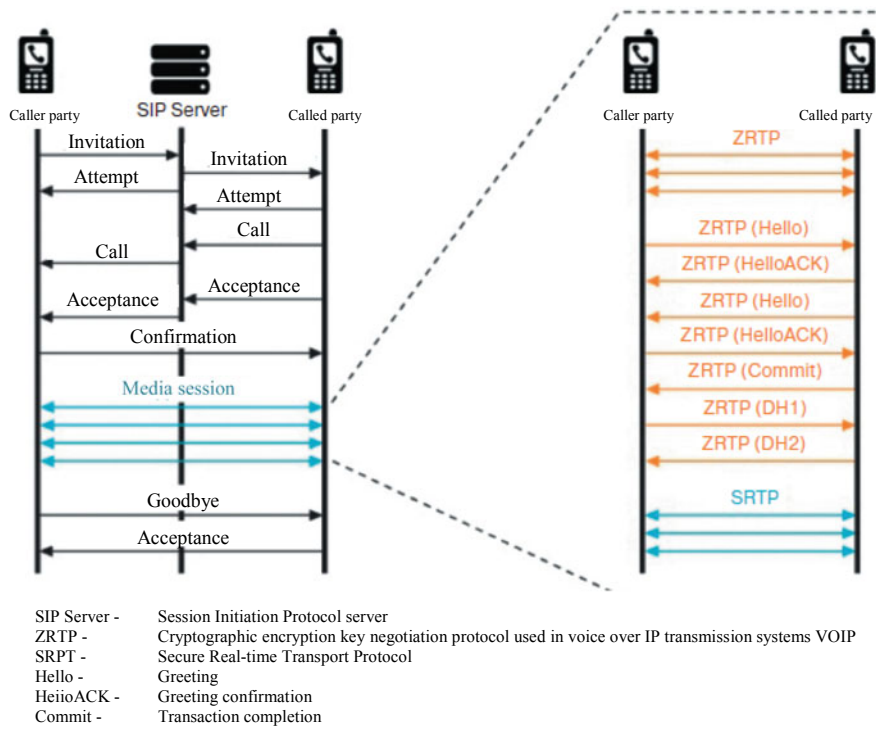 SIP Server
Caller party
Called party
Caller party
Called party
Invitation
Invitation
Attempt
Attempt
Call
Call
Acceptance
Acceptance
Confirmation
Media session
Goodbye
Acceptance
ZRTP
ZRTP (Hello)
ZRTP (HelloACK)
ZRTP (Hello)
ZRTP (HelloACK)
ZRTP (Commit)
ZRTP (DH1)
ZRTP (DH2)
SRTP
SIP Server - Session Initiation Protocol server
ZRTP - Cryptographic encryption key negotiation protocol used in voice over IP transmission systems VOIP
SRPT - Secure Real-time Transport Protocol
Hello - Greeting
HeiioACK - Greeting confirmation
Commit - Transaction completion